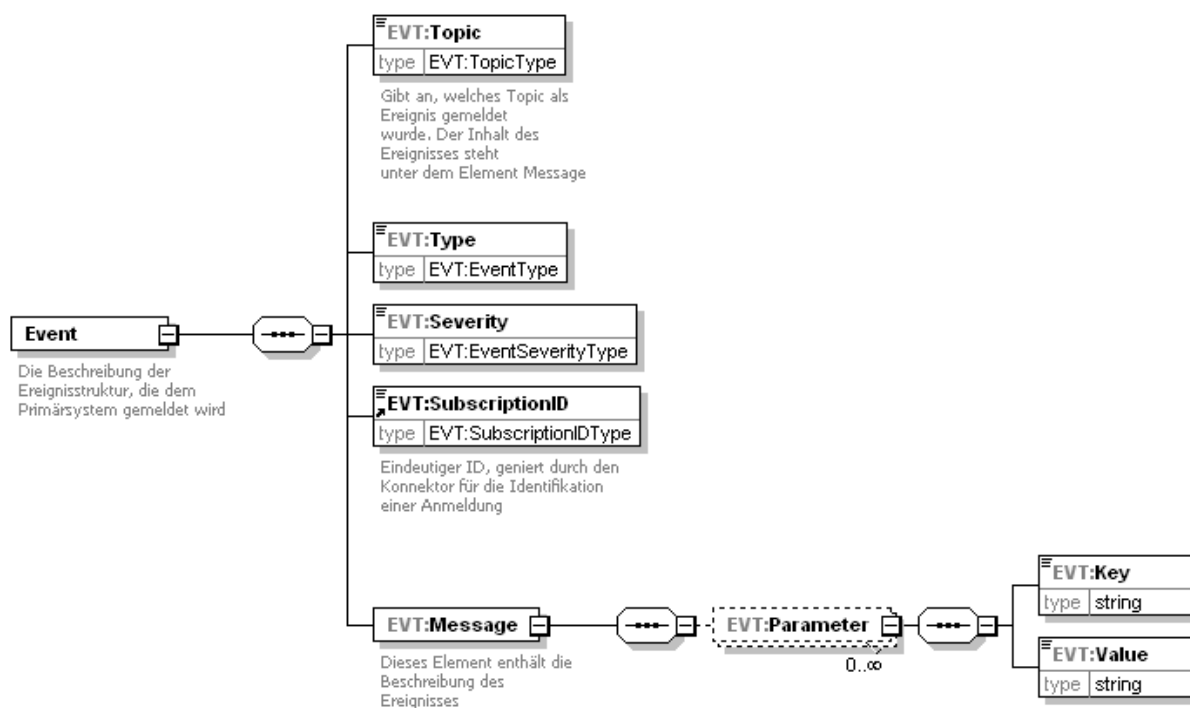 EVT:Topic
type EVT:TopicType
Gibt an, welches Topic als
Ereignis gemeldet
wurde. Der Inhalt des
Ereignisses steht
unter dem Element Message
EVT:Type
type EVT:EventType
Event
Die Beschreibung der
Ereignisstruktur, die dem
Primärsystem gemeldet wird
EVT:Severity
type EVT:EventSeverityType
EVT:SubscriptionID
type EVT:SubscriptionIDType
Eindeutiger ID, geniert durch den
Konnektor für die Identifikation
einer Anmeldung
EVT:Message
Dieses Element enthält die
Beschreibung des
Ereignisses
EVT:Parameter
0..∞
EVT:Key
type string
EVT:Value
type string